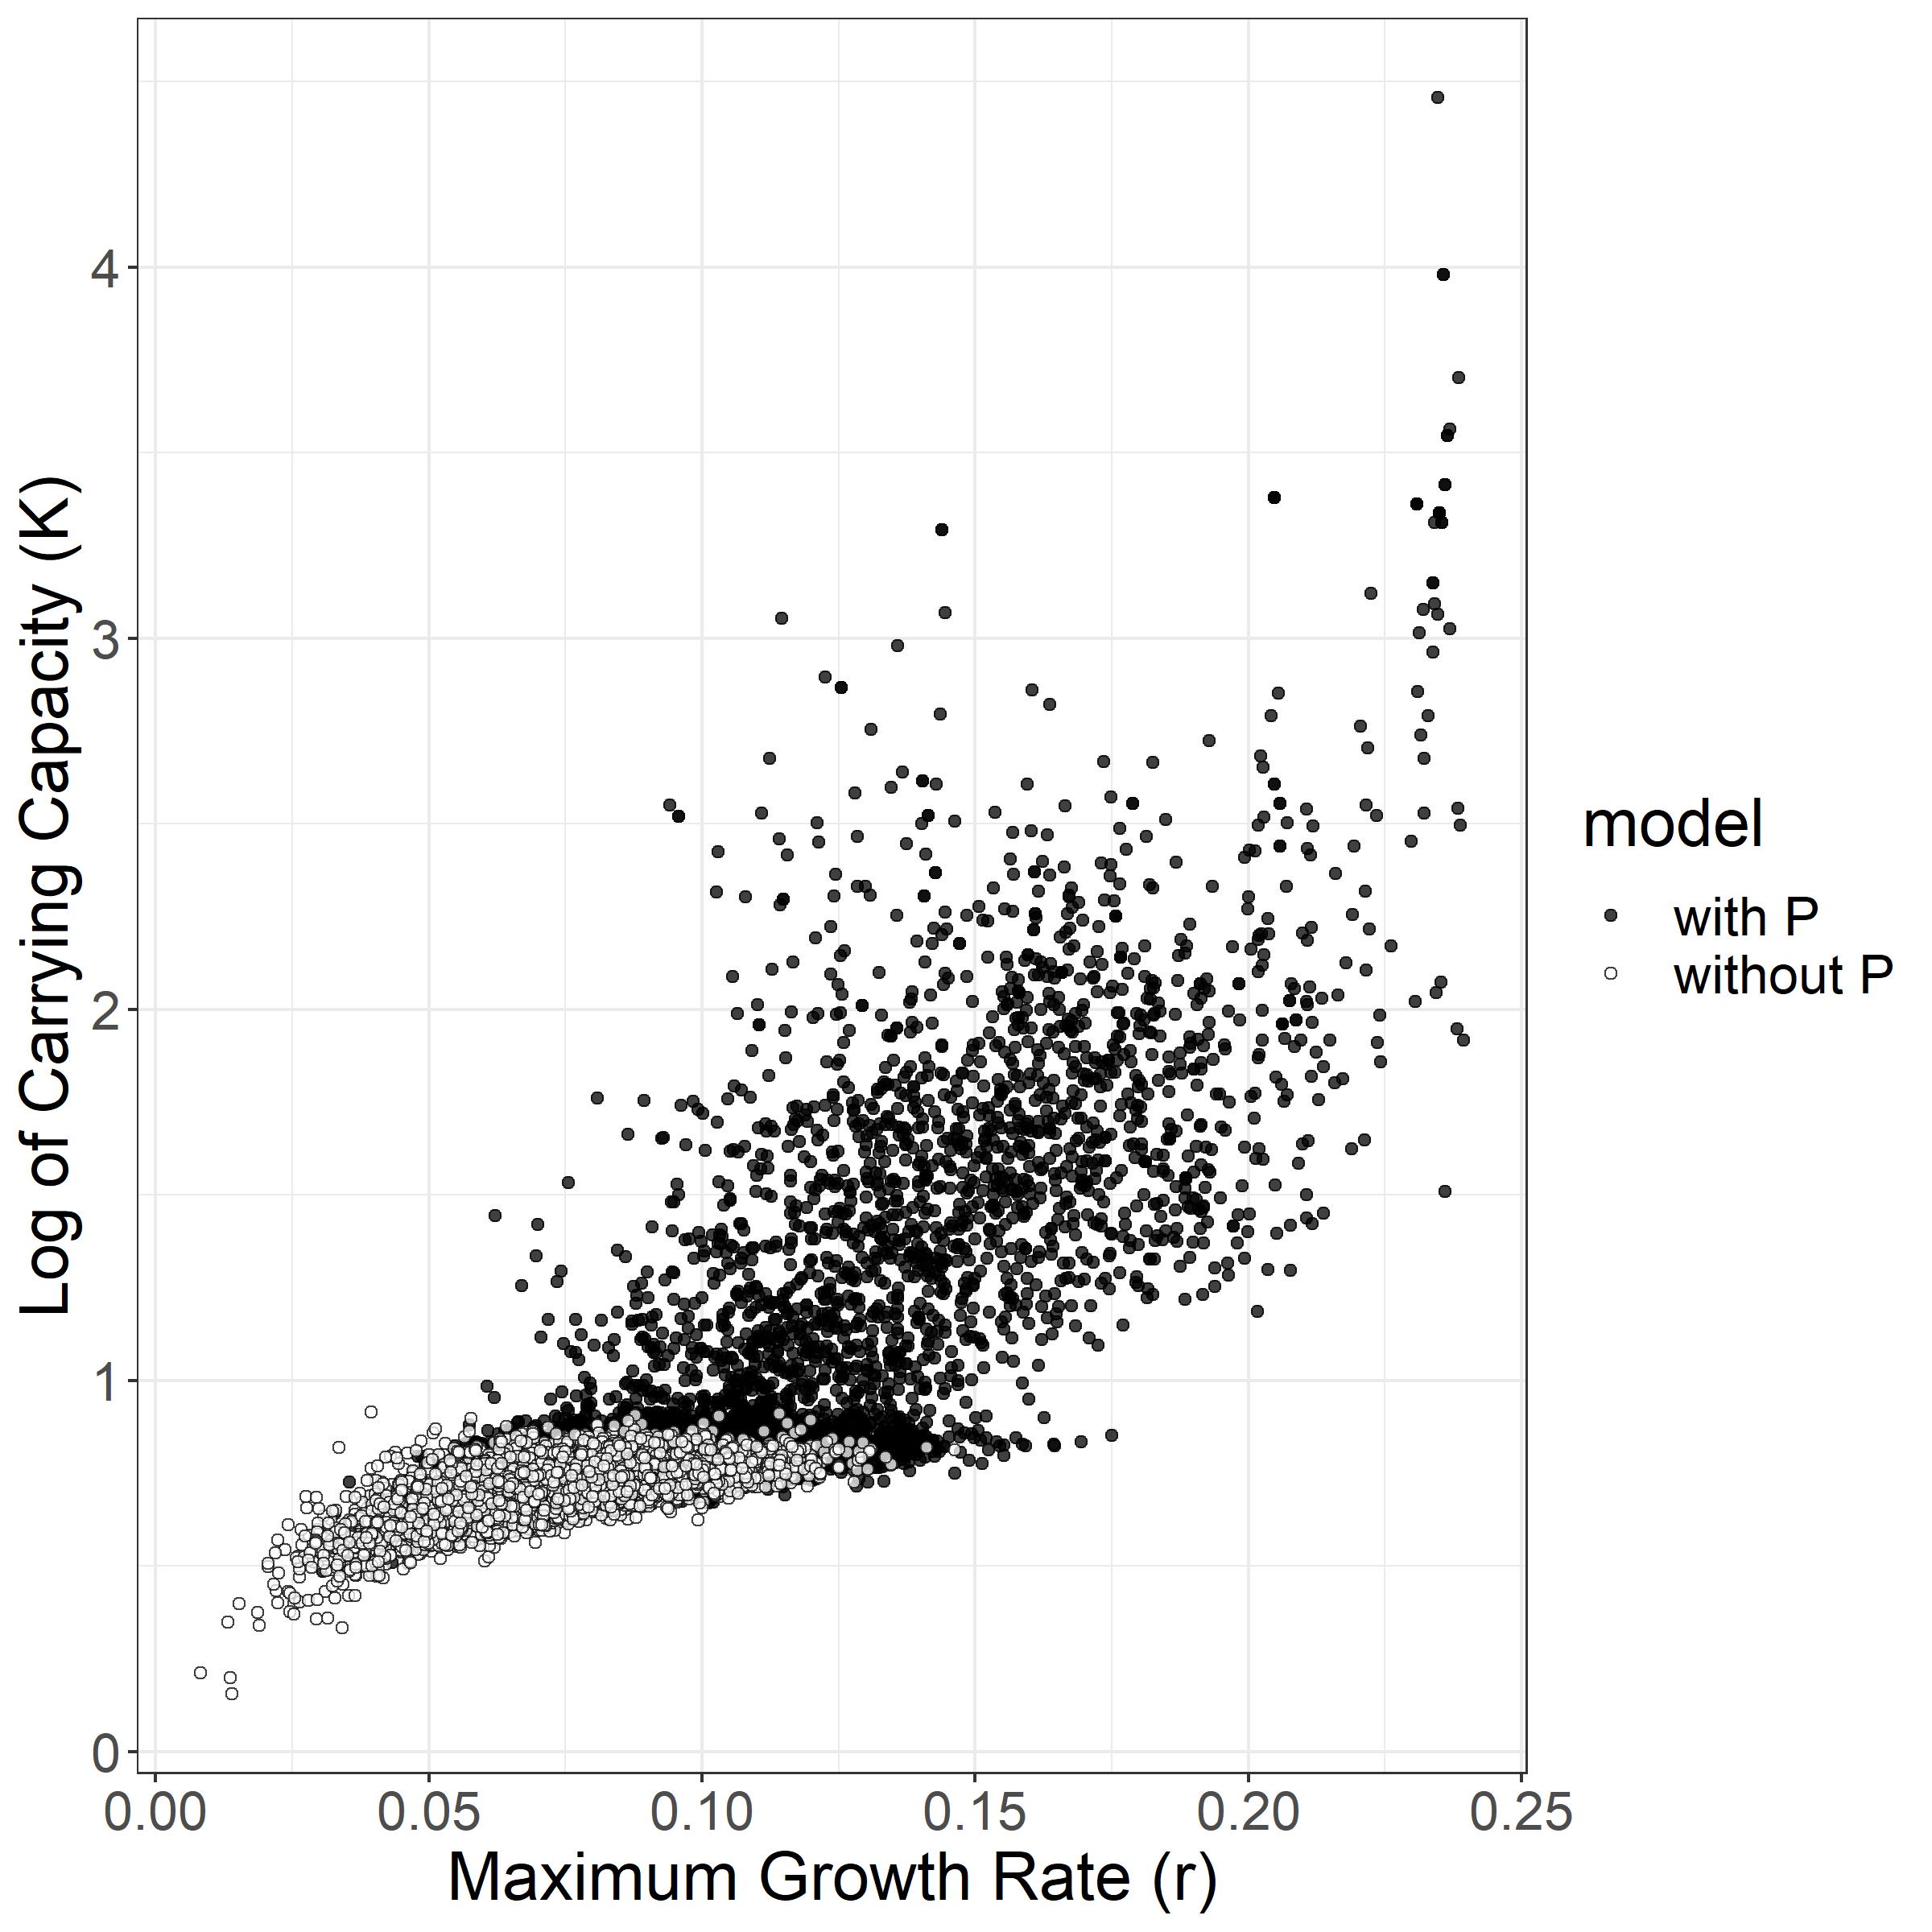 Log of Carrying Capacity (K)
4
3
2
1
0
0.00 0.05 0.10 0.15 0.20 0.25
Maximum Growth Rate (r)
model
with P
without P